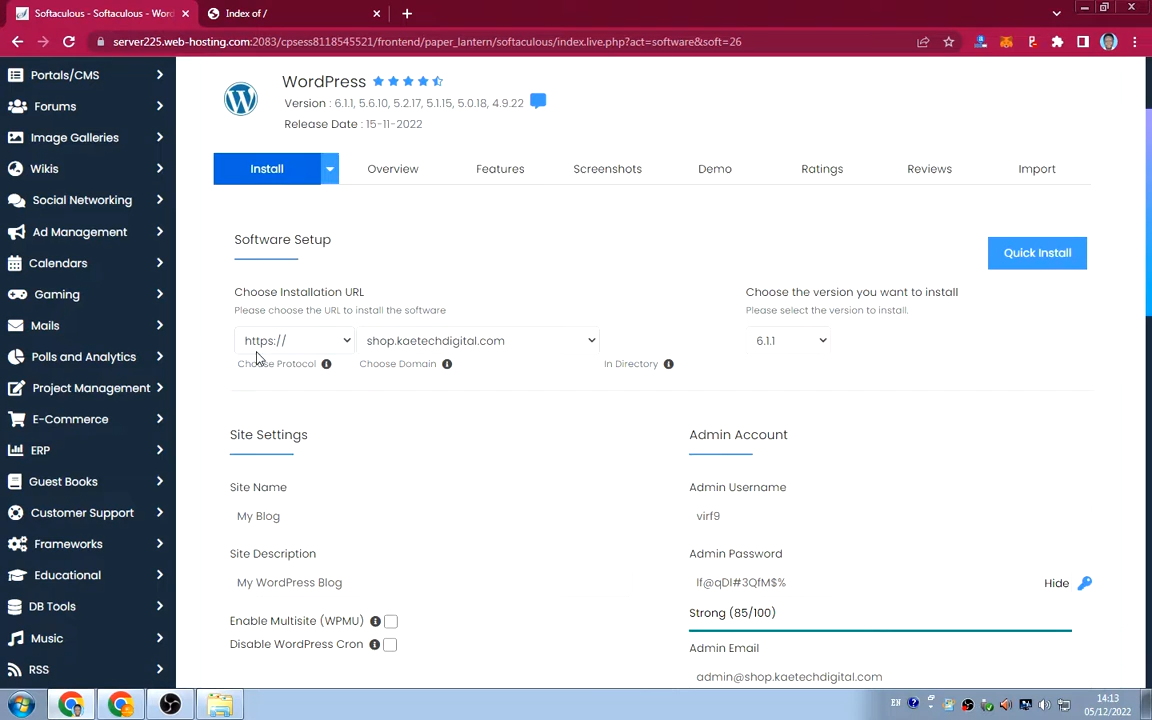 Softaculous - Softaculous - Wor
Index of /
server225.web-hosting.com:2083/cpsess8118545521/frontend/paper_lantern/softaculous/index.live.php?act=software&soft=26
Portals/CMS
Forums
Image Galleries
Wikis
Social Networking
Ad Management
Calendars
Gaming
Mails
Polls and Analytics
Project Management
E-Commerce
ERP
Guest Books
Customer Support
Frameworks
Educational
DB Tools
Music
RSS
WordPress
Version : 6.1.1, 5.6.10, 5.2.17, 5.1.15, 5.0.18, 4.9.22
Release Date : 15-11-2022
Install
Overview
Features
Screenshots
Demo
Ratings
Reviews
Import
Software Setup
Quick Install
Choose Installation URL
Please choose the URL to install the software
https://
shop.kaetechdigital.com
Choose Protocol
Choose Domain
In Directory
Choose the version you want to install
Please select the version to install.
6.1.1
Site Settings
Site Name
My Blog
Site Description
My WordPress Blog
Enable Multisite (WPMU)
Disable WordPress Cron
Admin Account
Admin Username
virf9
Admin Password
lf@qDl#3QfM$%
Hide
Strong (85/100)
Admin Email
admin@shop.kaetechdigital.com
EN
14:13
05/12/2022